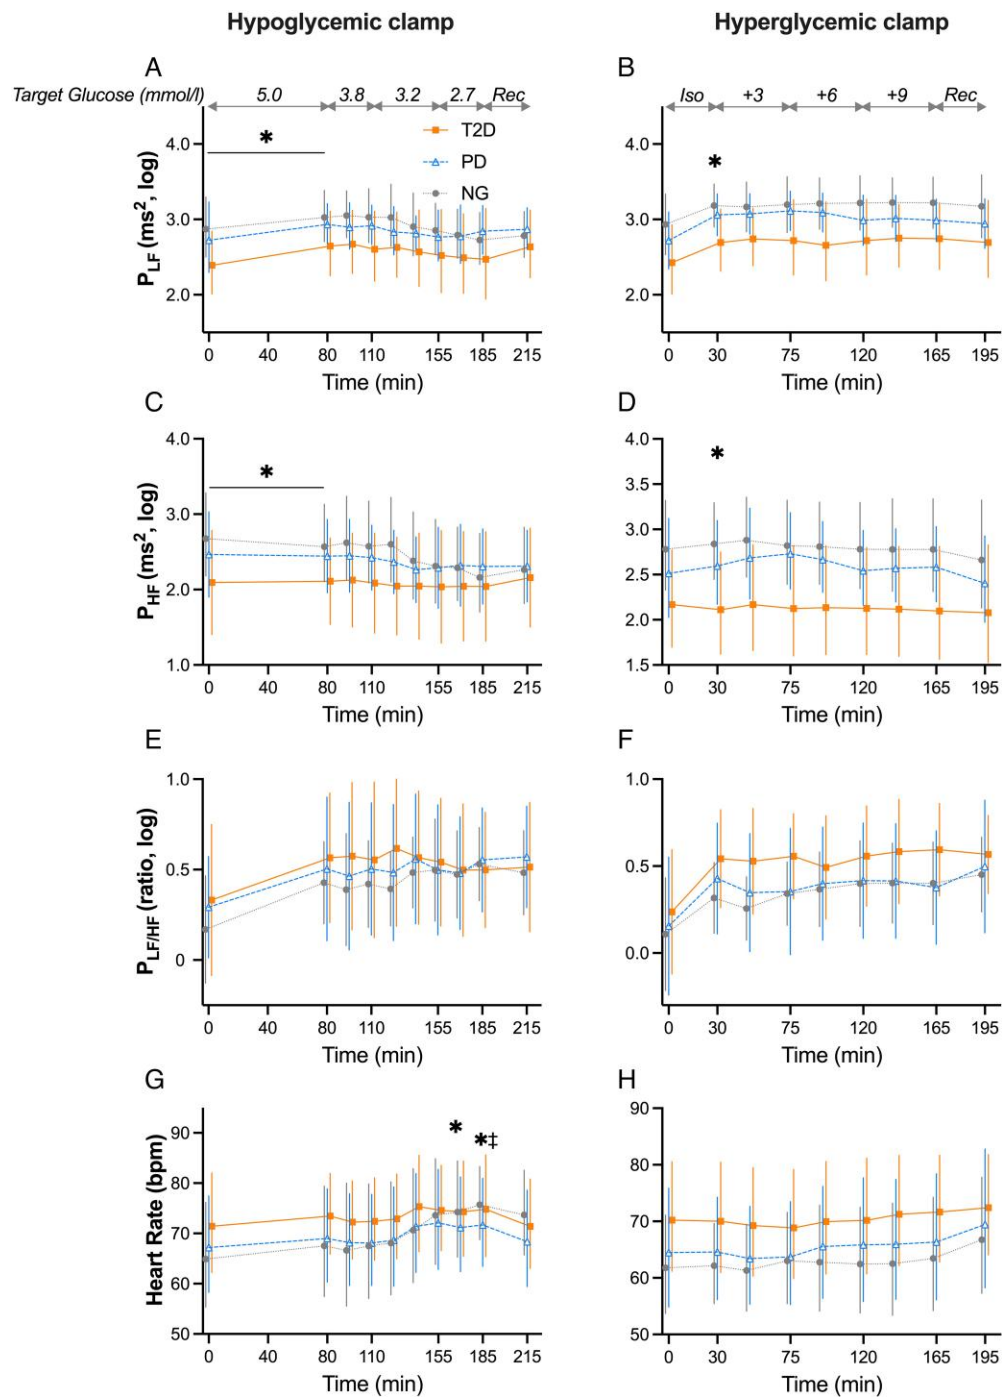 Hypoglycemic clamp
Hyperglycemic clamp
A
B
Target Glucose (mmol/l)
5.0 3.8 3.2 2.7 Rec
Iso +3 +6 +9 Rec
T2D
PD
NG
*
*
P_LF (ms², log)
4.0
3.0
2.0
4.0
3.0
2.0
0 40 80 110 155 185 215
0 30 75 120 165 195
Time (min)
Time (min)
C
D
*
*
P_HF (ms², log)
4.0
3.0
2.0
1.0
4.0
3.5
3.0
2.5
2.0
1.5
0 40 80 110 155 185 215
0 30 75 120 165 195
Time (min)
Time (min)
E
F
P_LF/HF (ratio, log)
1.0
0.5
0
1.0
0.5
0.0
0 40 80 110 155 185 215
0 30 75 120 165 195
Time (min)
Time (min)
G
H
*
*‡
Heart Rate (bpm)
90
80
70
60
50
90
80
70
60
50
0 40 80 110 155 185 215
0 30 75 120 165 195
Time (min)
Time (min)